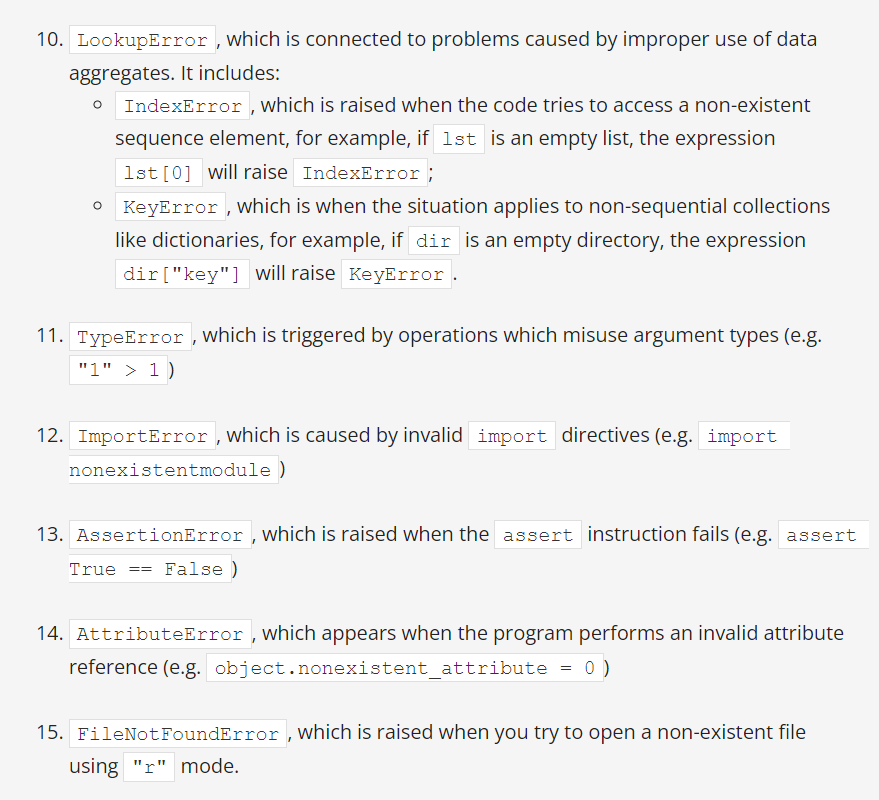 10. LookupError , which is connected to problems caused by improper use of data
aggregates. It includes:
○ IndexError , which is raised when the code tries to access a non-existent
sequence element, for example, if lst is an empty list, the expression
lst[0] will raise IndexError ;
○ KeyError , which is when the situation applies to non-sequential collections
like dictionaries, for example, if dir is an empty directory, the expression
dir["key"] will raise KeyError .
11. TypeError , which is triggered by operations which misuse argument types (e.g.
"1" > 1 )
12. ImportError , which is caused by invalid import directives (e.g. import
nonexistentmodule )
13. AssertionError , which is raised when the assert instruction fails (e.g. assert
True == False )
14. AttributeError , which appears when the program performs an invalid attribute
reference (e.g. object.nonexistent_attribute = 0 )
15. FileNotFoundError , which is raised when you try to open a non-existent file
using "r" mode.